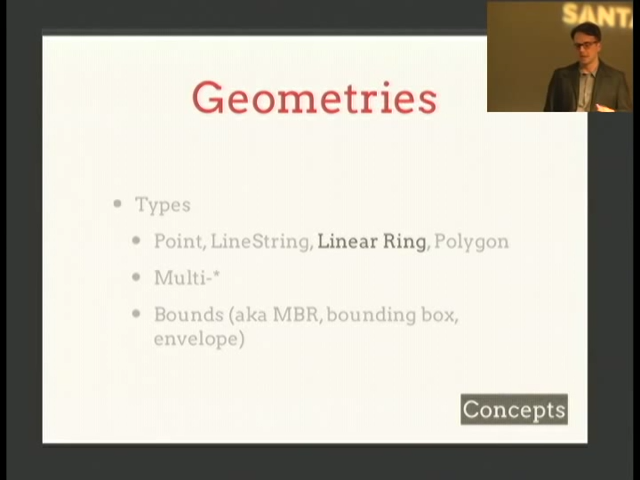 SANTA
Geometries
Types
Point, LineString, Linear Ring, Polygon
Multi-*
Bounds (aka MBR, bounding box,
envelope)
Concepts